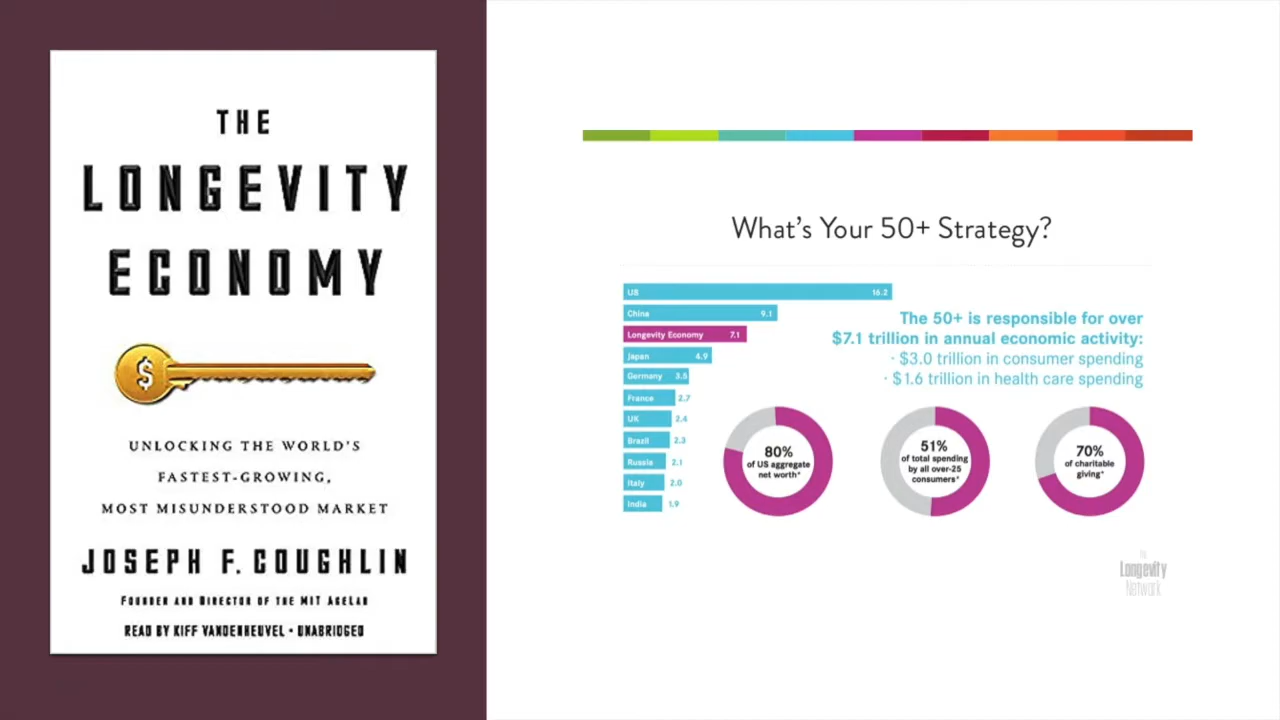 THE
LONGEVITY
ECONOMY
$
UNLOCKING THE WORLD'S
FASTEST-GROWING,
MOST MISUNDERSTOOD MARKET
JOSEPH F. COUGHLIN
FOUNDER AND DIRECTOR OF THE MIT AGELAB
READ BY KIFF VANDENHEUVEL • UNABRIDGED
What's Your 50+ Strategy?
US 16.2
China 9.1
Longevity Economy 7.1
Japan 4.9
Germany 3.5
France 2.7
UK 2.4
Brazil 2.3
Russia 2.1
Italy 2.0
India 1.9
The 50+ is responsible for over
$7.1 trillion in annual economic activity:
· $3.0 trillion in consumer spending
· $1.6 trillion in health care spending
80%
of US aggregate
net worth*
51%
of total spending
by all over-25
consumers*
70%
of charitable
giving*
The
Longevity
Network